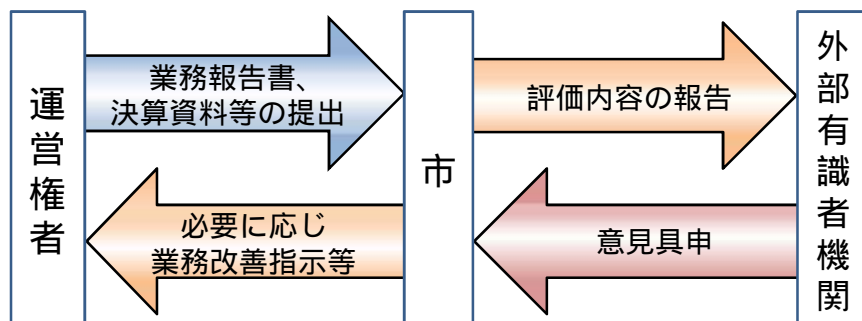 運営権者
業務報告書、
決算資料等の提出
必要に応じ
業務改善指示等
市
評価内容の報告
意見具申
外部有識者機関